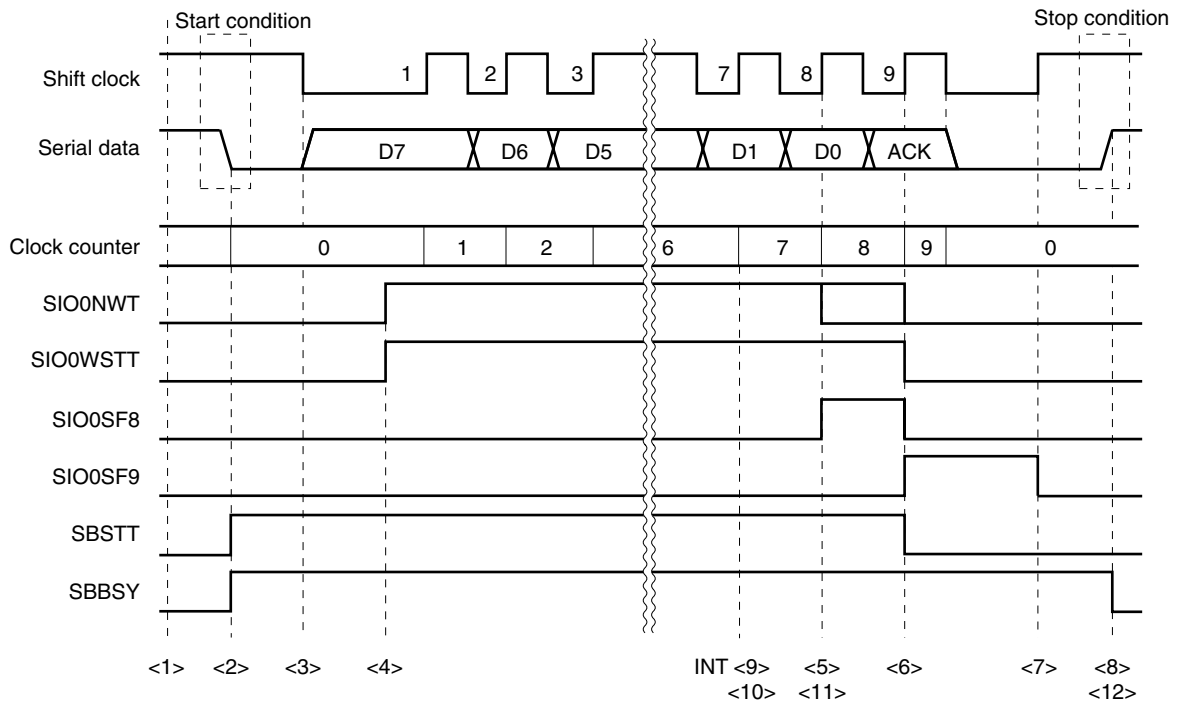 Start condition Stop condition
Shift clock 1 2 3 7 8 9
Serial data D7 D6 D5 D1 D0 ACK
Clock counter 0 1 2 6 7 8 9 0
SIO0NWT
SIO0WSTT
SIO0SF8
SIO0SF9
SBSTT
SBBSY
<1> <2> <3> <4> INT <9> <5> <6> <7> <8>
<10> <11> <12>